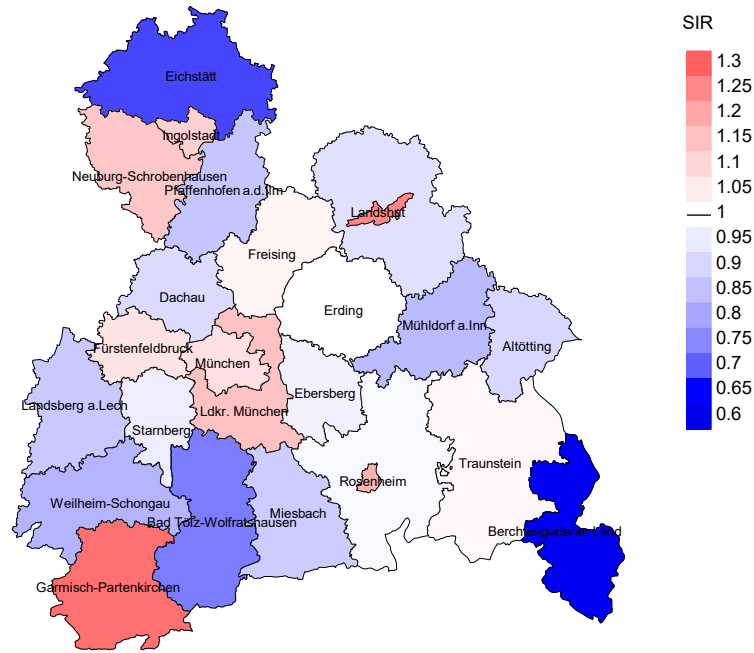 SIR
1.3
1.25
1.2
1.15
1.1
1.05
1
0.95
0.9
0.85
0.8
0.75
0.7
0.65
0.6
Eichstätt
Ingolstadt
Neuburg-Schrobenhausen
Pfaffenhofen a.d.Ilm
Landshut
Freising
Dachau
Erding
Mühldorf a.Inn
Altötting
Fürstenfeldbruck
München
Ebersberg
Landsberg a.Lech
Ldkr. München
Starnberg
Traunstein
Rosenheim
Weilheim-Schongau
Miesbach
Bad Tölz-Wolfratshausen
Berchtesgadener Land
Garmisch-Partenkirchen